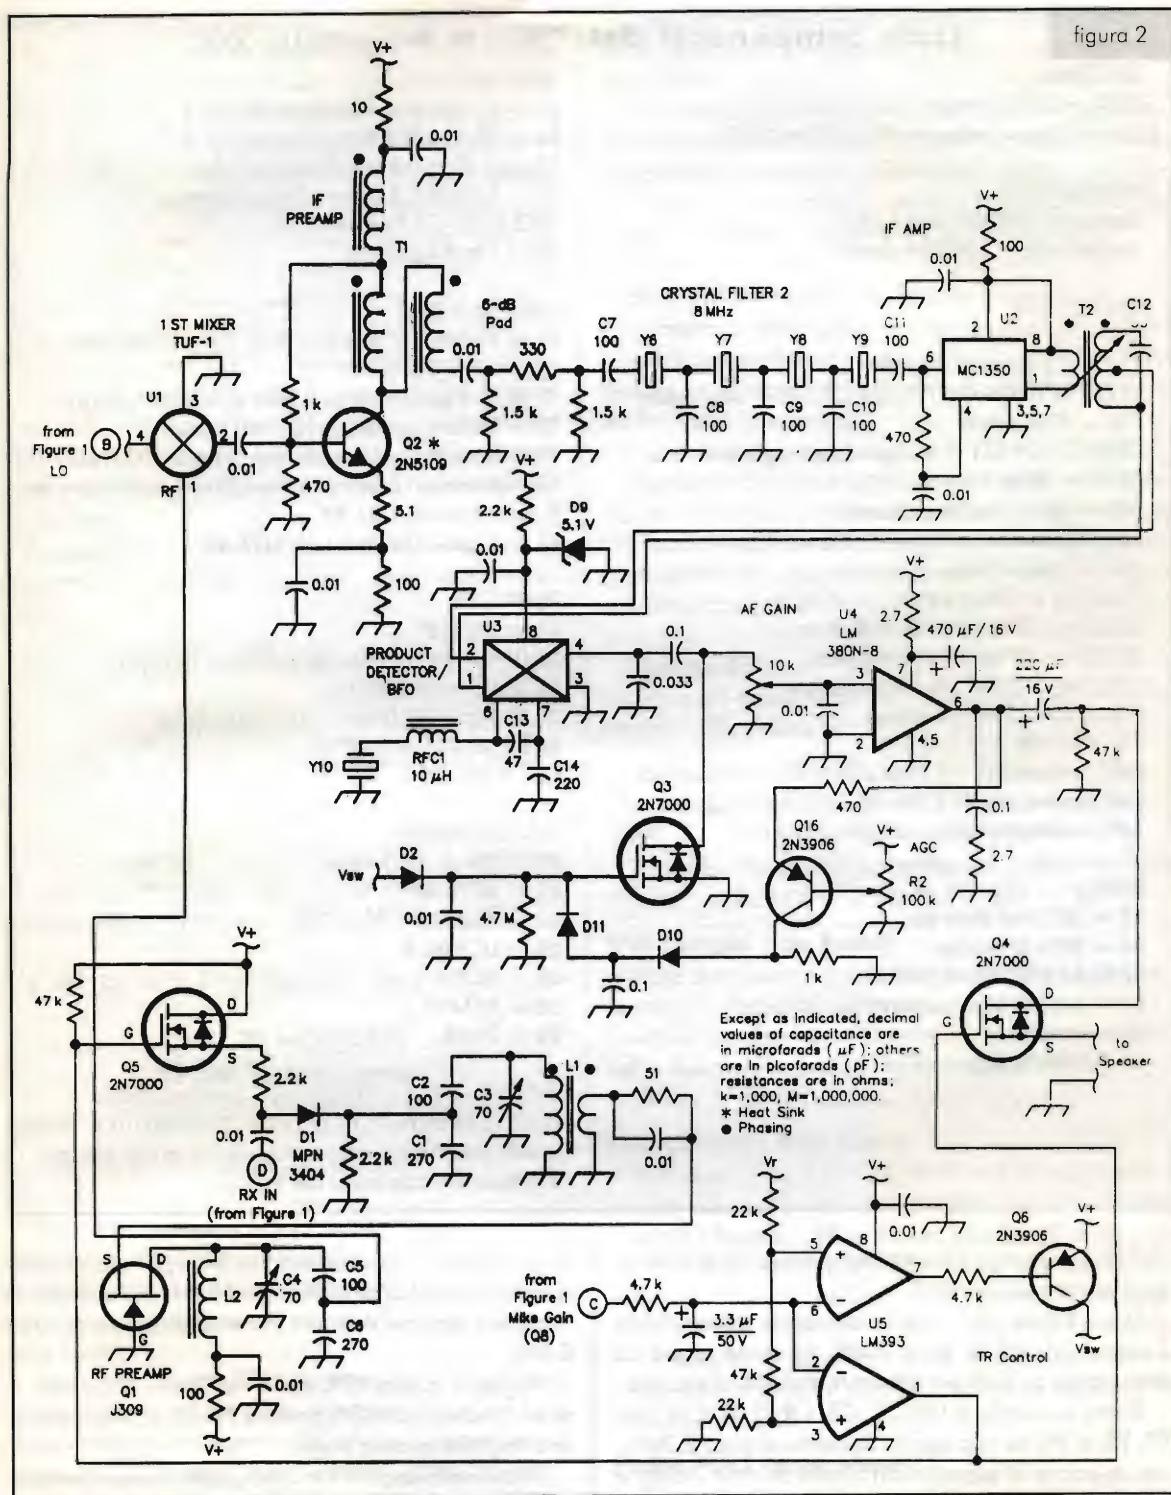 figura 2
V+
10
0.01
IF
PREAMP
T1
1 ST MIXER
TUF-1
3
U1
from
Figure 1
LO
B
4
2
RF
1
0.01
1 k
470
Q2 *
2N5109
5.1
0.01
100
6-dB
Pad
0.01
330
1.5 k
1.5 k
C7
100
CRYSTAL FILTER 2
8 MHz
Y6
Y7
Y8
Y9
C8
100
C9
100
C10
100
C11
100
IF AMP
V+
100
0.01
2
U2
6
MC1350
8
1
4
3,5,7
470
0.01
T2
C12
V+
2.2 k
D9
5.1 V
0.01
U3
8
2
1
4
3
6
7
PRODUCT
DETECTOR/
BFO
Y10
RFC1
10 µH
C13
47
C14
220
0.1
0.033
AF GAIN
10 k
0.01
U4
LM
380N-8
V+
2.7
470 µF/16 V
+
7
3
2
6
4,5
220 µF
16 V
+
47 k
470
0.1
2.7
Q3
2N7000
Q16
2N3906
V+
AGC
R2
100 k
Vsw
D2
0.01
4.7 M
D11
D10
0.1
1 k
V+
47 k
G
D
S
Q5
2N7000
2.2 k
0.01
D
RX IN
(from Figure 1)
D1
MPN
3404
2.2 k
C2
100
C1
270
C3
70
L1
51
0.01
Q4
2N7000
G
D
S
to
Speaker
Except as indicated, decimal
values of capacitance are
in microfarads ( µF); others
are in picofarads ( pF);
resistances are in ohms;
k=1,000, M=1,000,000.
* Heat Sink
● Phasing
S
D
G
RF PREAMP
Q1
J309
L2
C4
70
C5
100
C6
270
100
0.01
V+
from
Figure 1
Mike Gain
(Q8)
C
4.7 k
+
3.3 µF
50 V
Vr
22 k
47 k
22 k
V+
0.01
5
+
6
−
8
7
U5
LM393
2
−
3
+
4
1
4.7 k
Q6
2N3906
V+
Vsw
TR Control